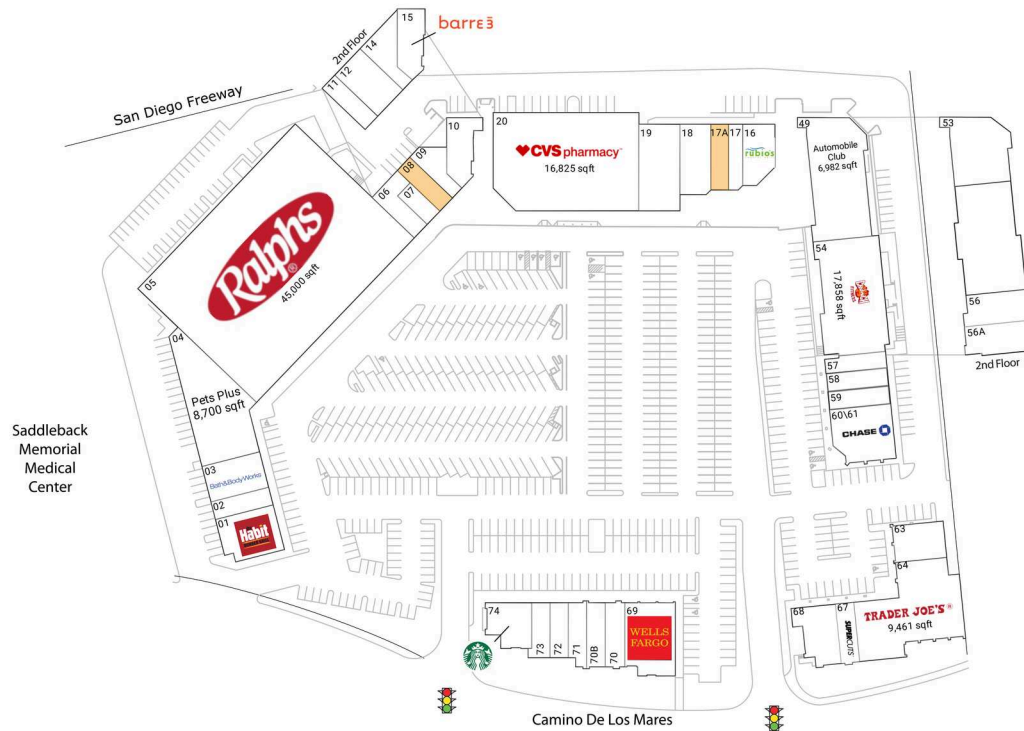 15
barre3
2nd Floor
14
12
11
San Diego Freeway
10
09
08
07
06
20
CVS pharmacy™
16,825 sqft
19
18
17A
17
16
rubios
49
Automobile
Club
6,982 sqft
53
54
17,858 sqft
56
56A
2nd Floor
05
Ralphs®
45,000 sqft
04
Pets Plus
8,700 sqft
03
Bath&BodyWorks
02
01
Habit
Saddleback
Memorial
Medical
Center
57
58
59
60\61
CHASE
63
64
TRADER JOE'S®
9,461 sqft
67
SUPERCUTS
68
74
73
72
71
70B
70
69
WELLS
FARGO
Camino De Los Mares